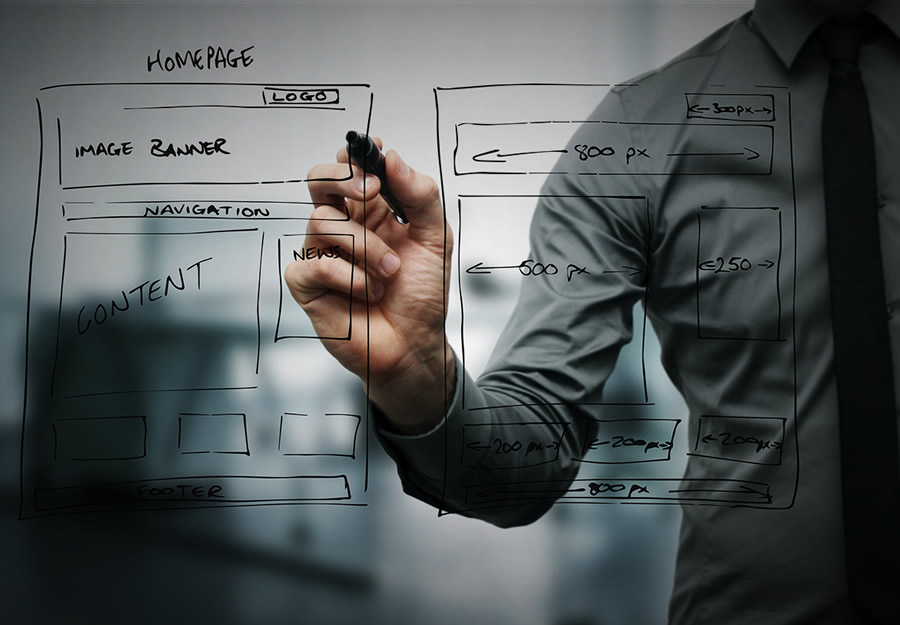 HOMEPAGE
LOGO
IMAGE BANNER
NAVIGATION
CONTENT
NEWS
FOOTER
300px
800 px
500 px
250
200 px
200px
200px
800 px